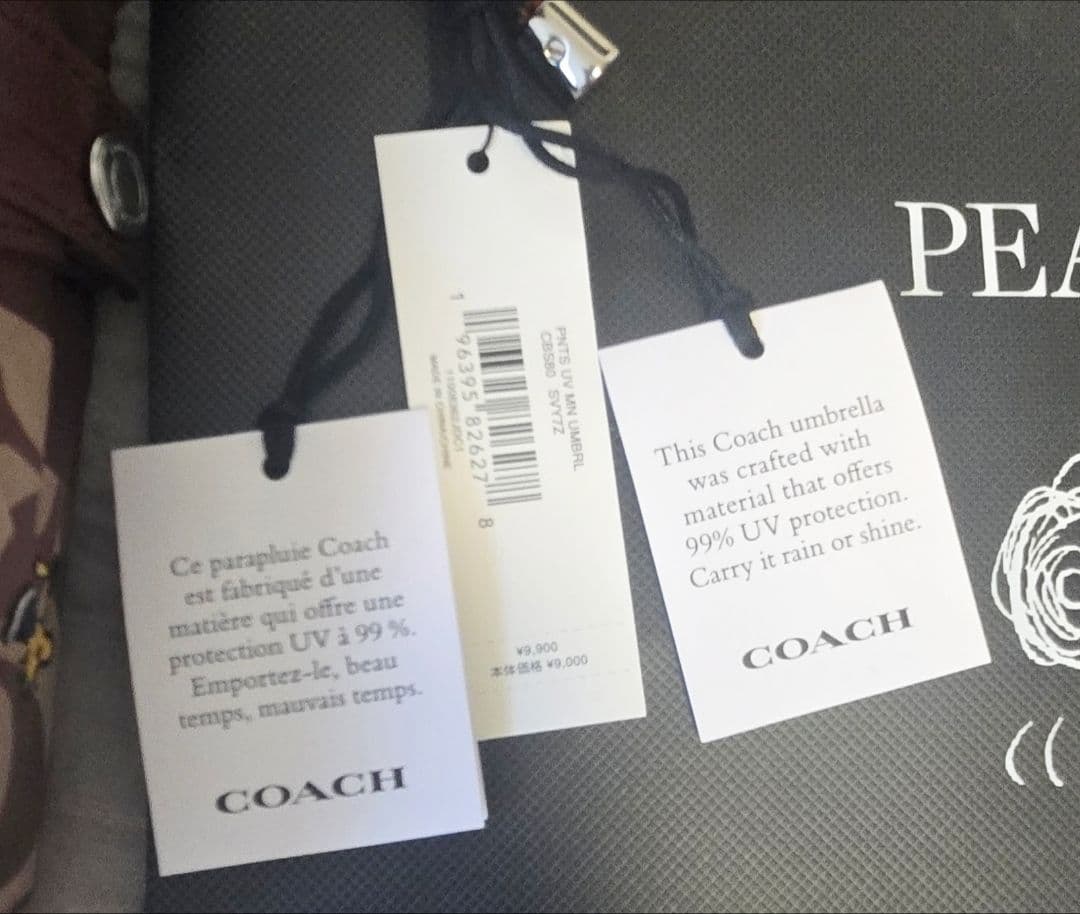 Ce parapluie Coach
est fabriqué d'une
matière qui offre une
protection UV à 99 %.
Emportez-le, beau
temps, mauvais temps.
COACH
PNTS UV MN UMBRL
CBS80 SVY7Z
1 96395 82627 8
¥9,900
本体価格 ¥9,000
This Coach umbrella
was crafted with
material that offers
99% UV protection.
Carry it rain or shine.
COACH
PEA